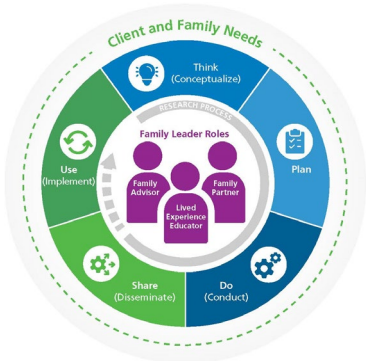 Client and Family Needs
Think
(Conceptualize)
RESEARCH PROCESS
Plan
Do
(Conduct)
Share
(Disseminate)
Use
(Implement)
Family Leader Roles
Family
Advisor
Family
Partner
Lived
Experience
Educator